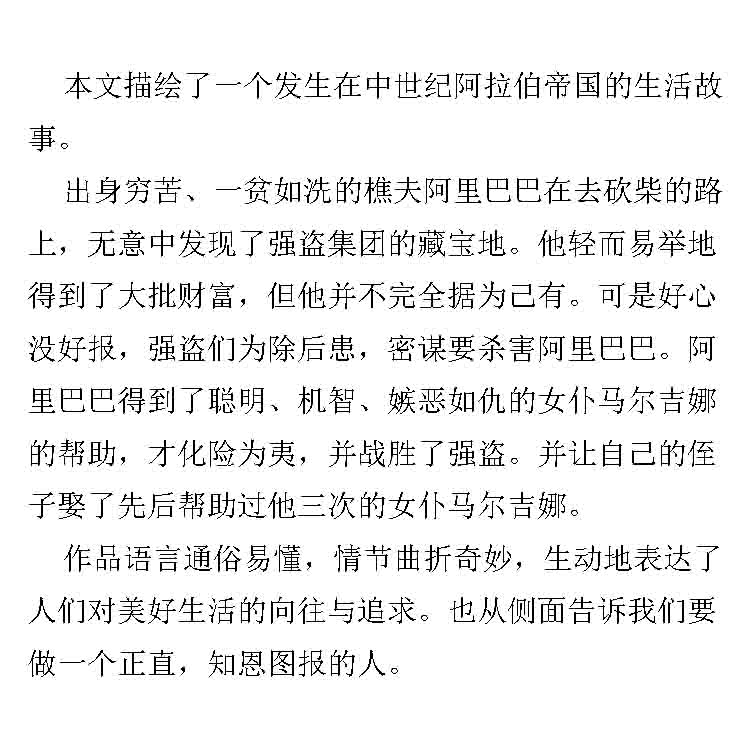 本文描绘了一个发生在中世纪阿拉伯帝国的生活故
事。
出身穷苦、一贫如洗的樵夫阿里巴巴在去砍柴的路
上，无意中发现了强盗集团的藏宝地。他轻而易举地
得到了大批财富，但他并不完全据为己有。可是好心
没好报，强盗们为除后患，密谋要杀害阿里巴巴。阿
里巴巴得到了聪明、机智、嫉恶如仇的女仆马尔吉娜
的帮助，才化险为夷，并战胜了强盗。并让自己的侄
子娶了先后帮助过他三次的女仆马尔吉娜。
作品语言通俗易懂，情节曲折奇妙，生动地表达了
人们对美好生活的向往与追求。也从侧面告诉我们要
做一个正直，知恩图报的人。